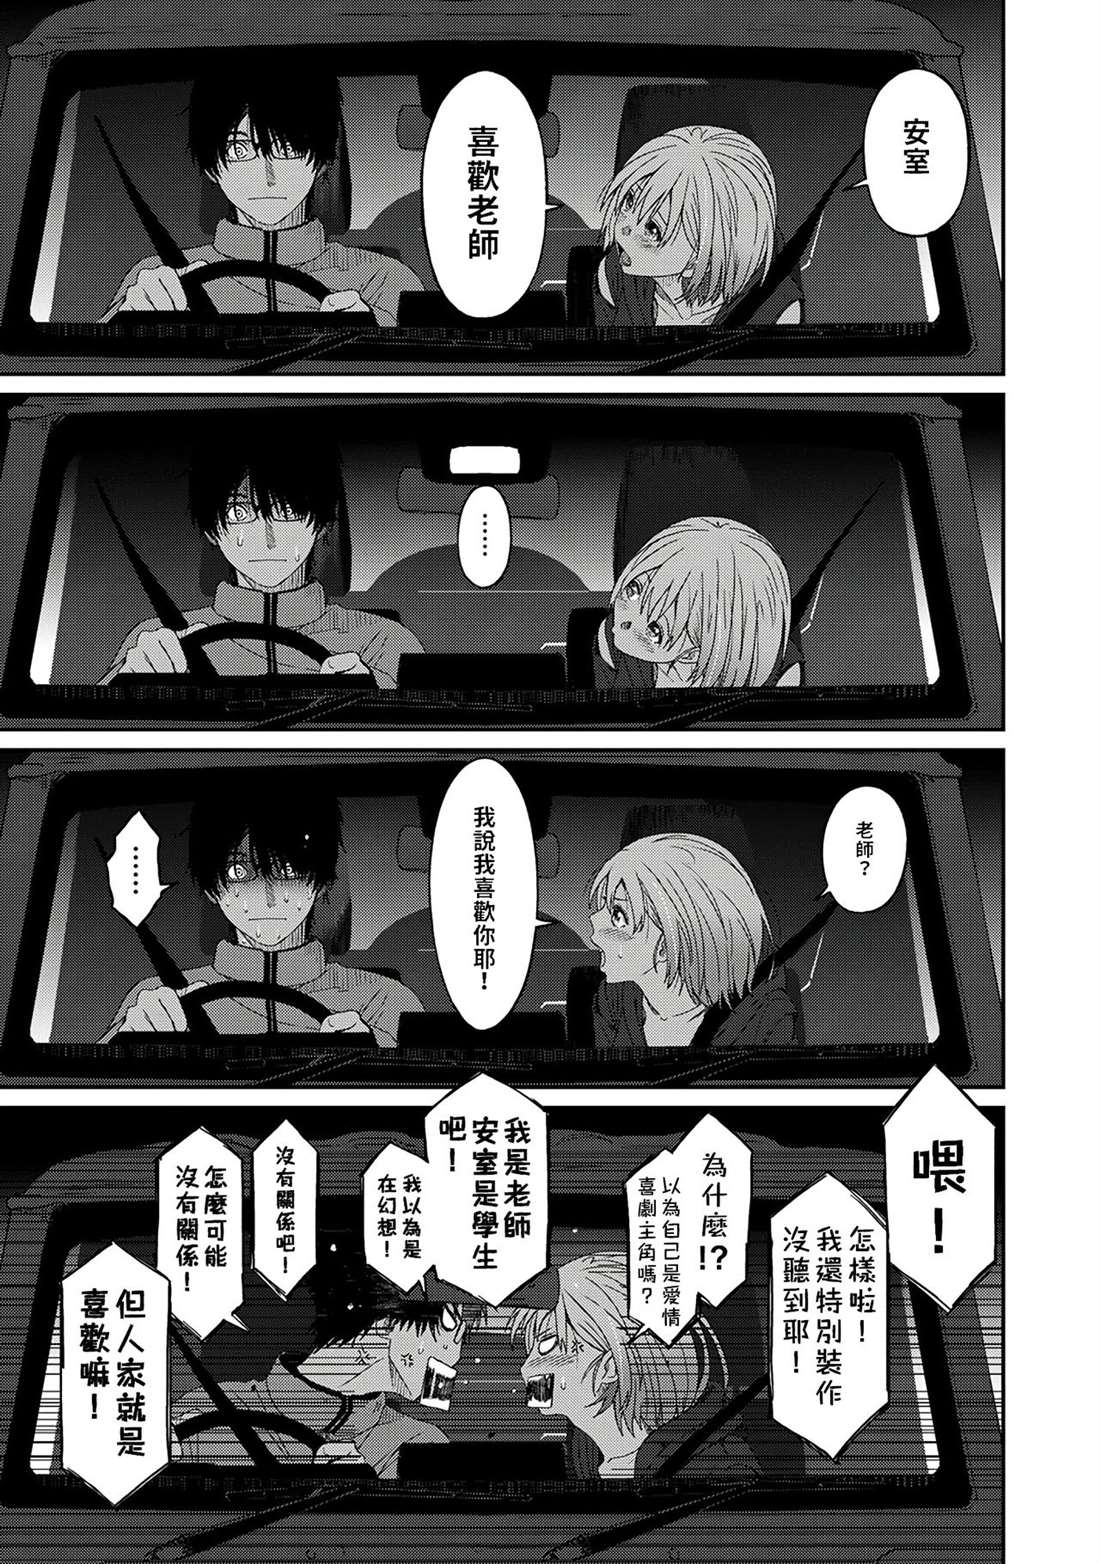 安室
喜歡老師
……
老師？
我說我喜歡你耶！
……
喂！
怎樣啦！
我還特別裝作
沒聽到耶！
為什麼!?
以為自己是愛情
喜劇主角嗎？
我是老師
安室是學生
吧！
我以為是
在幻想！
沒有關係吧！
怎麼可能
沒有關係！
但人家就是
喜歡嘛！